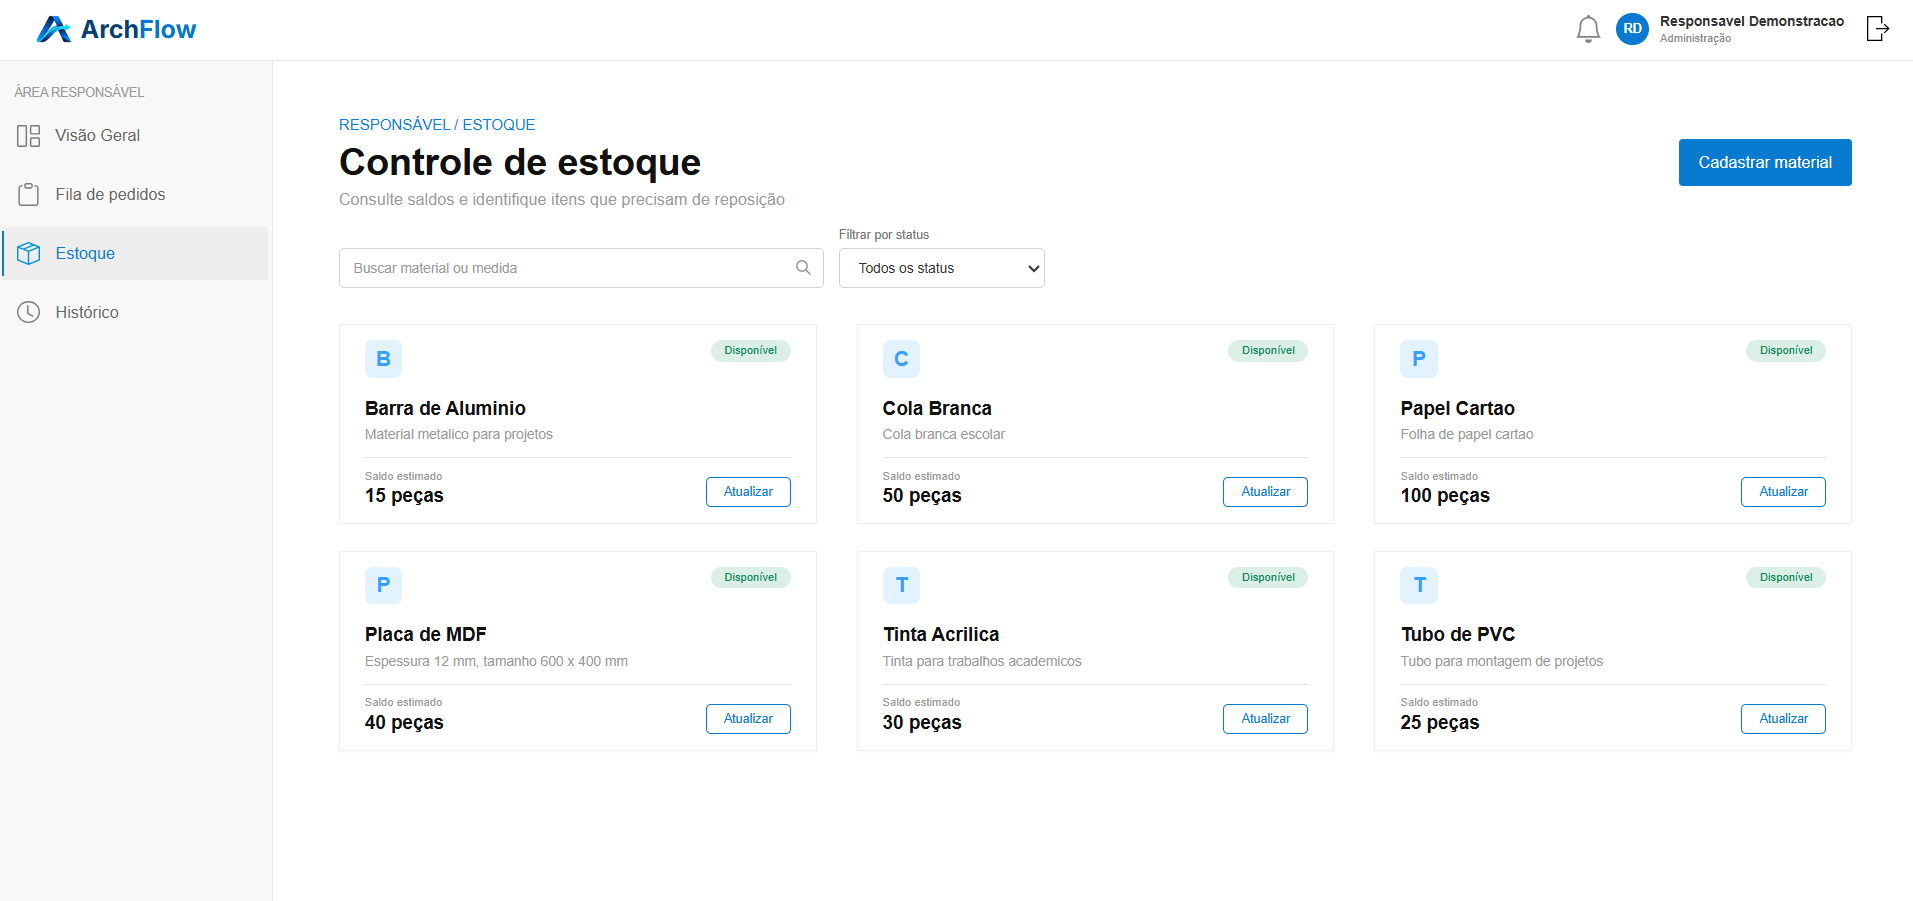 ArchFlow
RD
Responsavel Demonstracao
Administração
ÁREA RESPONSÁVEL
Visão Geral
Fila de pedidos
Estoque
Histórico
RESPONSÁVEL / ESTOQUE
Controle de estoque
Consulte saldos e identifique itens que precisam de reposição
Cadastrar material
Filtrar por status
Buscar material ou medida
Todos os status
B
Disponível
Barra de Aluminio
Material metalico para projetos
Saldo estimado
15 peças
Atualizar
C
Disponível
Cola Branca
Cola branca escolar
Saldo estimado
50 peças
Atualizar
P
Disponível
Papel Cartao
Folha de papel cartao
Saldo estimado
100 peças
Atualizar
P
Disponível
Placa de MDF
Espessura 12 mm, tamanho 600 x 400 mm
Saldo estimado
40 peças
Atualizar
T
Disponível
Tinta Acrilica
Tinta para trabalhos academicos
Saldo estimado
30 peças
Atualizar
T
Disponível
Tubo de PVC
Tubo para montagem de projetos
Saldo estimado
25 peças
Atualizar